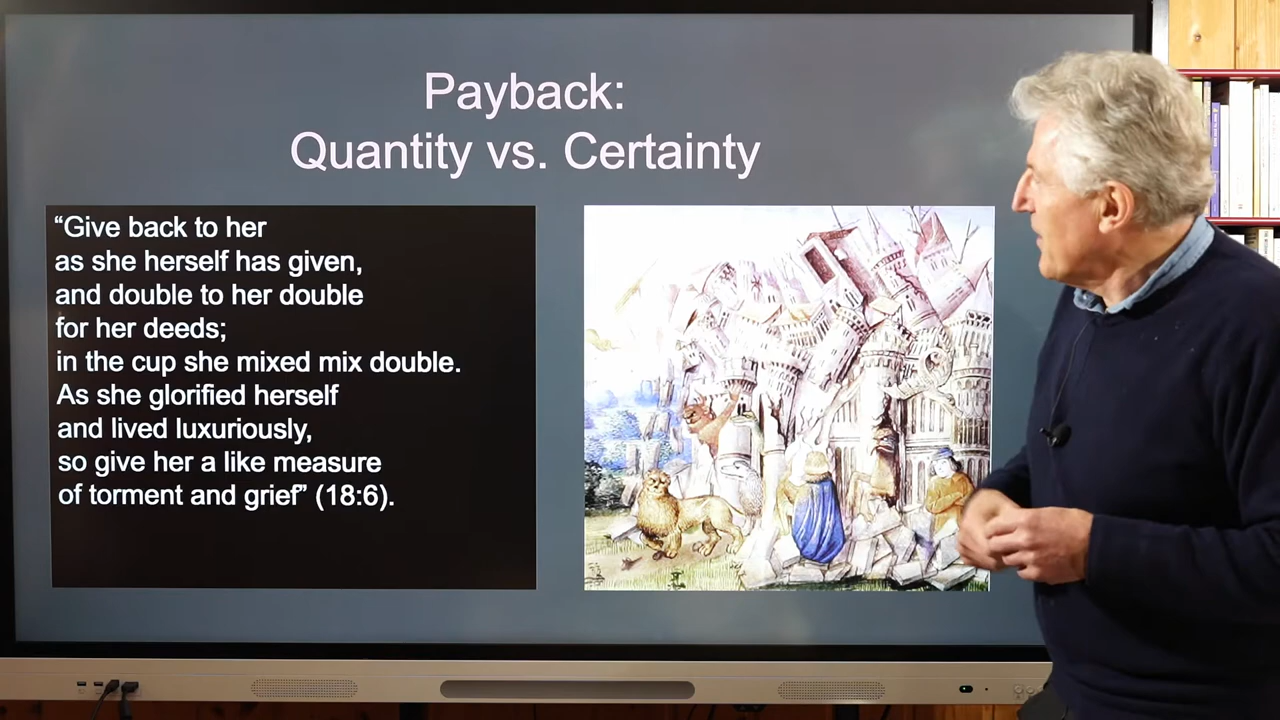 Payback:
Quantity vs. Certainty
“Give back to her
as she herself has given,
and double to her double
for her deeds;
in the cup she mixed mix double.
As she glorified herself
and lived luxuriously,
so give her a like measure
of torment and grief” (18:6).